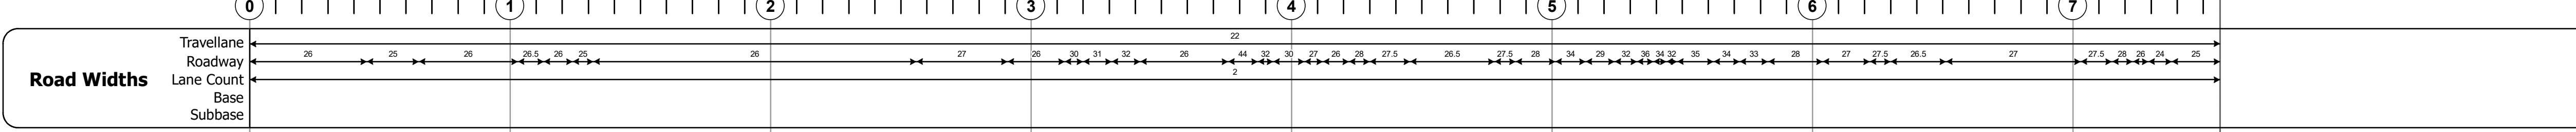 0 1 2 3 4 5 6 7
Road Widths
Travellane 22
Roadway 26 25 26 26.5 26 25 26 27 26 30 31 32 26 44 32 30 27 26 28 27.5 26.5 27.5 28 34 29 32 36 34 32 35 34 33 28 27 27.5 26.5 27 27.5 28 26 24 25
Lane Count 2
Base
Subbase